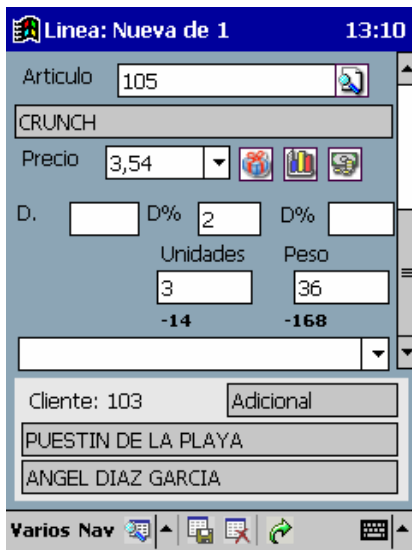 Linea: Nueva de 1 13:10
Articulo 105
CRUNCH
Precio 3,54
D. D% 2 D%
Unidades Peso
3 36
-14 -168
Cliente: 103 Adicional
PUESTIN DE LA PLAYA
ANGEL DIAZ GARCIA
Varios Nav